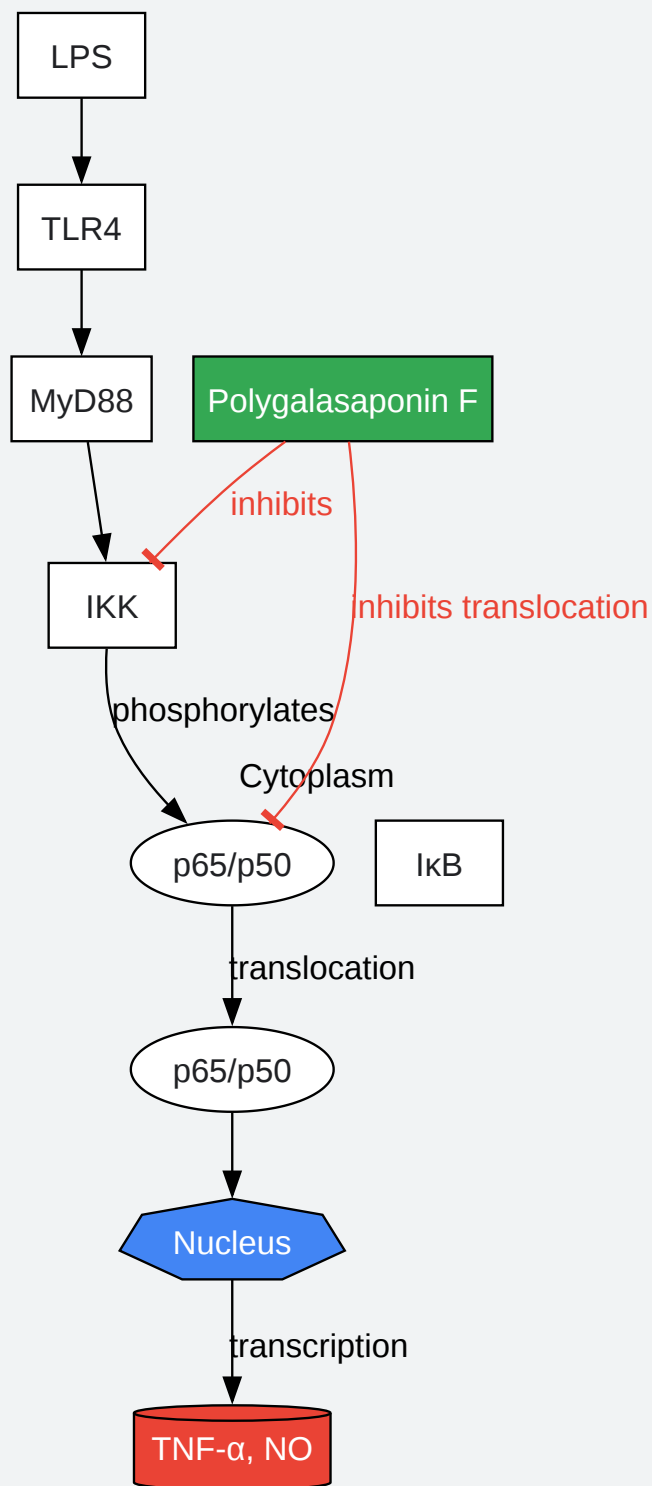 LPS
TLR4
MyD88
Polygalasaponin F
inhibits
IKK
inhibits translocation
phosphorylates
Cytoplasm
p65/p50
IκB
translocation
p65/p50
Nucleus
transcription
TNF-α, NO